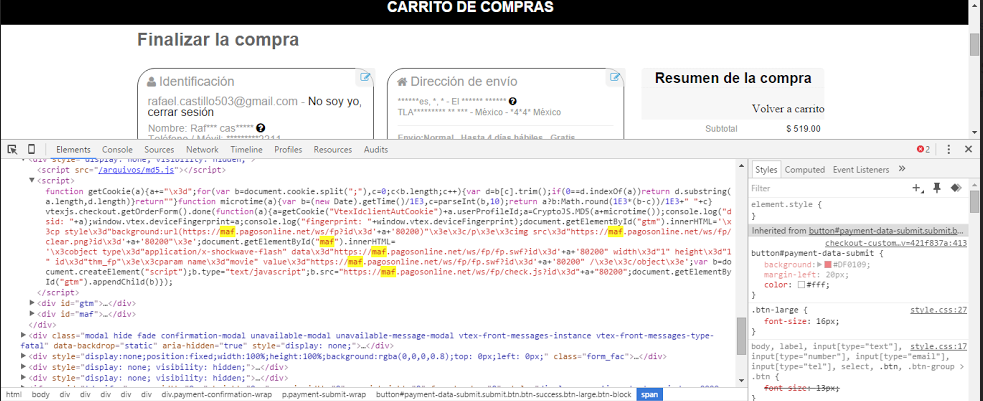 CARRITO DE COMPRAS
Finalizar la compra
Identificación
rafael.castillo503@gmail.com - No soy yo,
cerrar sesión
Nombre: Raf*** cas*****
Dirección de envío
******es, *, * - El ****** ******
TLA********* ** *** - México - *4*4* México
Envio:Normal Hasta 4 días hábiles Gratis
Resumen de la compra
Volver a carrito
Subtotal $ 519.00
Elements Console Sources Network Timeline Profiles Resources Audits
2
<div style="display: none; visibility: hidden;">
<script src="/arquivos/md5.js"></script>
<script>
function getCookie(a){a+="\x3d";for(var b=document.cookie.split(";"),c=0;c<b.length;c++){var d=b[c].trim();if(0==d.indexOf(a))return d.substring(
a.length,d.length)}return""}function microtime(a){var b=(new Date).getTime()/1E3,c=parseInt(b,10);return a?b:Math.round(1E3*(b-c))/1E3+" "+c}
vtexjs.checkout.getOrderForm().done(function(a){a=getCookie("VtexIdclientAutCookie")+a.userProfileId;a=CryptoJS.MD5(a+microtime());console.log("d
sid: "+a);window.vtex.deviceFingerprint=a;console.log("fingerprint: "+window.vtex.deviceFingerprint);document.getElementById("gtm").innerHTML='\x
3cp style\x3d"background:url(https://maf.pagosonline.net/ws/fp?id\x3d'+a+'80200)"\x3e\x3c/p\x3e\x3cimg src\x3d"https://maf.pagosonline.net/ws/fp/
clear.png?id\x3d'+a+'80200"\x3e';document.getElementById("maf").innerHTML=
'\x3cobject type\x3d"application/x-shockwave-flash" data\x3d"https://maf.pagosonline.net/ws/fp/fp.swf?id\x3d'+a+'80200" width\x3d"1" height\x3d"1
" id\x3d"thm_fp"\x3e\x3cparam name\x3d"movie" value\x3d"https://maf.pagosonline.net/ws/fp/fp.swf?id\x3d'+a+'80200" /\x3e\x3c/object\x3e';var b=do
cument.createElement("script");b.type="text/javascript";b.src="https://maf.pagosonline.net/ws/fp/check.js?id\x3d"+a+"80200";document.getElementBy
Id("gtm").appendChild(b)});
</script>
<div id="gtm">…</div>
<div id="maf">…</div>
</div>
<div class="modal hide fade confirmation-modal unavailable-modal unavailable-message-modal vtex-front-messages-instance vtex-front-messages-type-
fatal" data-backdrop="static" aria-hidden="true" style="display: none;">…</div>
<div style="display:none;position:fixed;width:100%;height:100%;background:rgba(0,0,0,0.8);top: 0px;left: 0px;" class="form_fac">…</div>
<div style="display: none; visibility: hidden;">…</div>
<div style="display: none; visibility: hidden;">…</div>
html body div div div div div div.payment-confirmation-wrap p.payment-submit-wrap button#payment-data-submit.submit.btn.btn-success.btn-large.btn-block span
Styles Computed Event Listeners »
Filter
element.style {
}
Inherited from button#payment-data-submit.submit.b…
checkout-custom…v=421f837a:413
button#payment-data-submit {
background: #DF0109;
margin-left: 20px;
color: #fff;
}
.btn-large { style.css:27
font-size: 16px;
}
body, label, input[type="text"], style.css:17
input[type="number"], input[type="email"],
input[type="tel"], select, .btn, .btn-group >
.btn {
font-size: 13px;